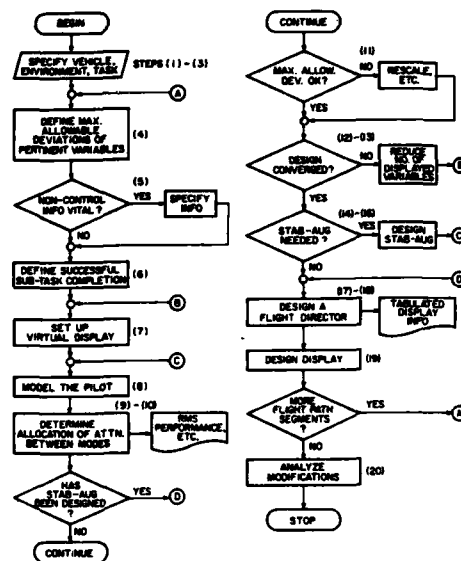 BEGIN
SPECIFY VEHICLE,
ENVIRONMENT, TASK
STEPS (1)-(3)
A
DEFINE MAX.
ALLOWABLE
DEVIATIONS OF
PERTINENT VARIABLES
(4)
(5)
NON-CONTROL
INFO VITAL?
YES
SPECIFY
INFO
NO
DEFINE SUCCESSFUL
SUB-TASK COMPLETION
(6)
B
SET UP
VIRTUAL DISPLAY
(7)
C
MODEL THE PILOT
(8)
(9)-(10)
DETERMINE
ALLOCATION OF ATTN.
BETWEEN MODES
RMS
PERFORMANCE,
ETC.
HAS
STAB-AUG
BEEN DESIGNED
?
YES
D
NO
CONTINUE
CONTINUE
(11)
MAX. ALLOW.
DEV. OK?
NO
RESCALE,
ETC.
YES
(12)-(13)
DESIGN
CONVERGED?
NO
REDUCE
NO. OF
DISPLAYED
VARIABLES
B
YES
(14)-(16)
STAB-AUG
NEEDED ?
YES
DESIGN
STAB-AUG
C
NO
D
(17)-(18)
DESIGN A
FLIGHT DIRECTOR
TABULATED
DISPLAY
INFO
DESIGN DISPLAY
(19)
MORE
FLIGHT PATH
SEGMENTS
?
YES
A
NO
ANALYZE
MODIFICATIONS
(20)
STOP